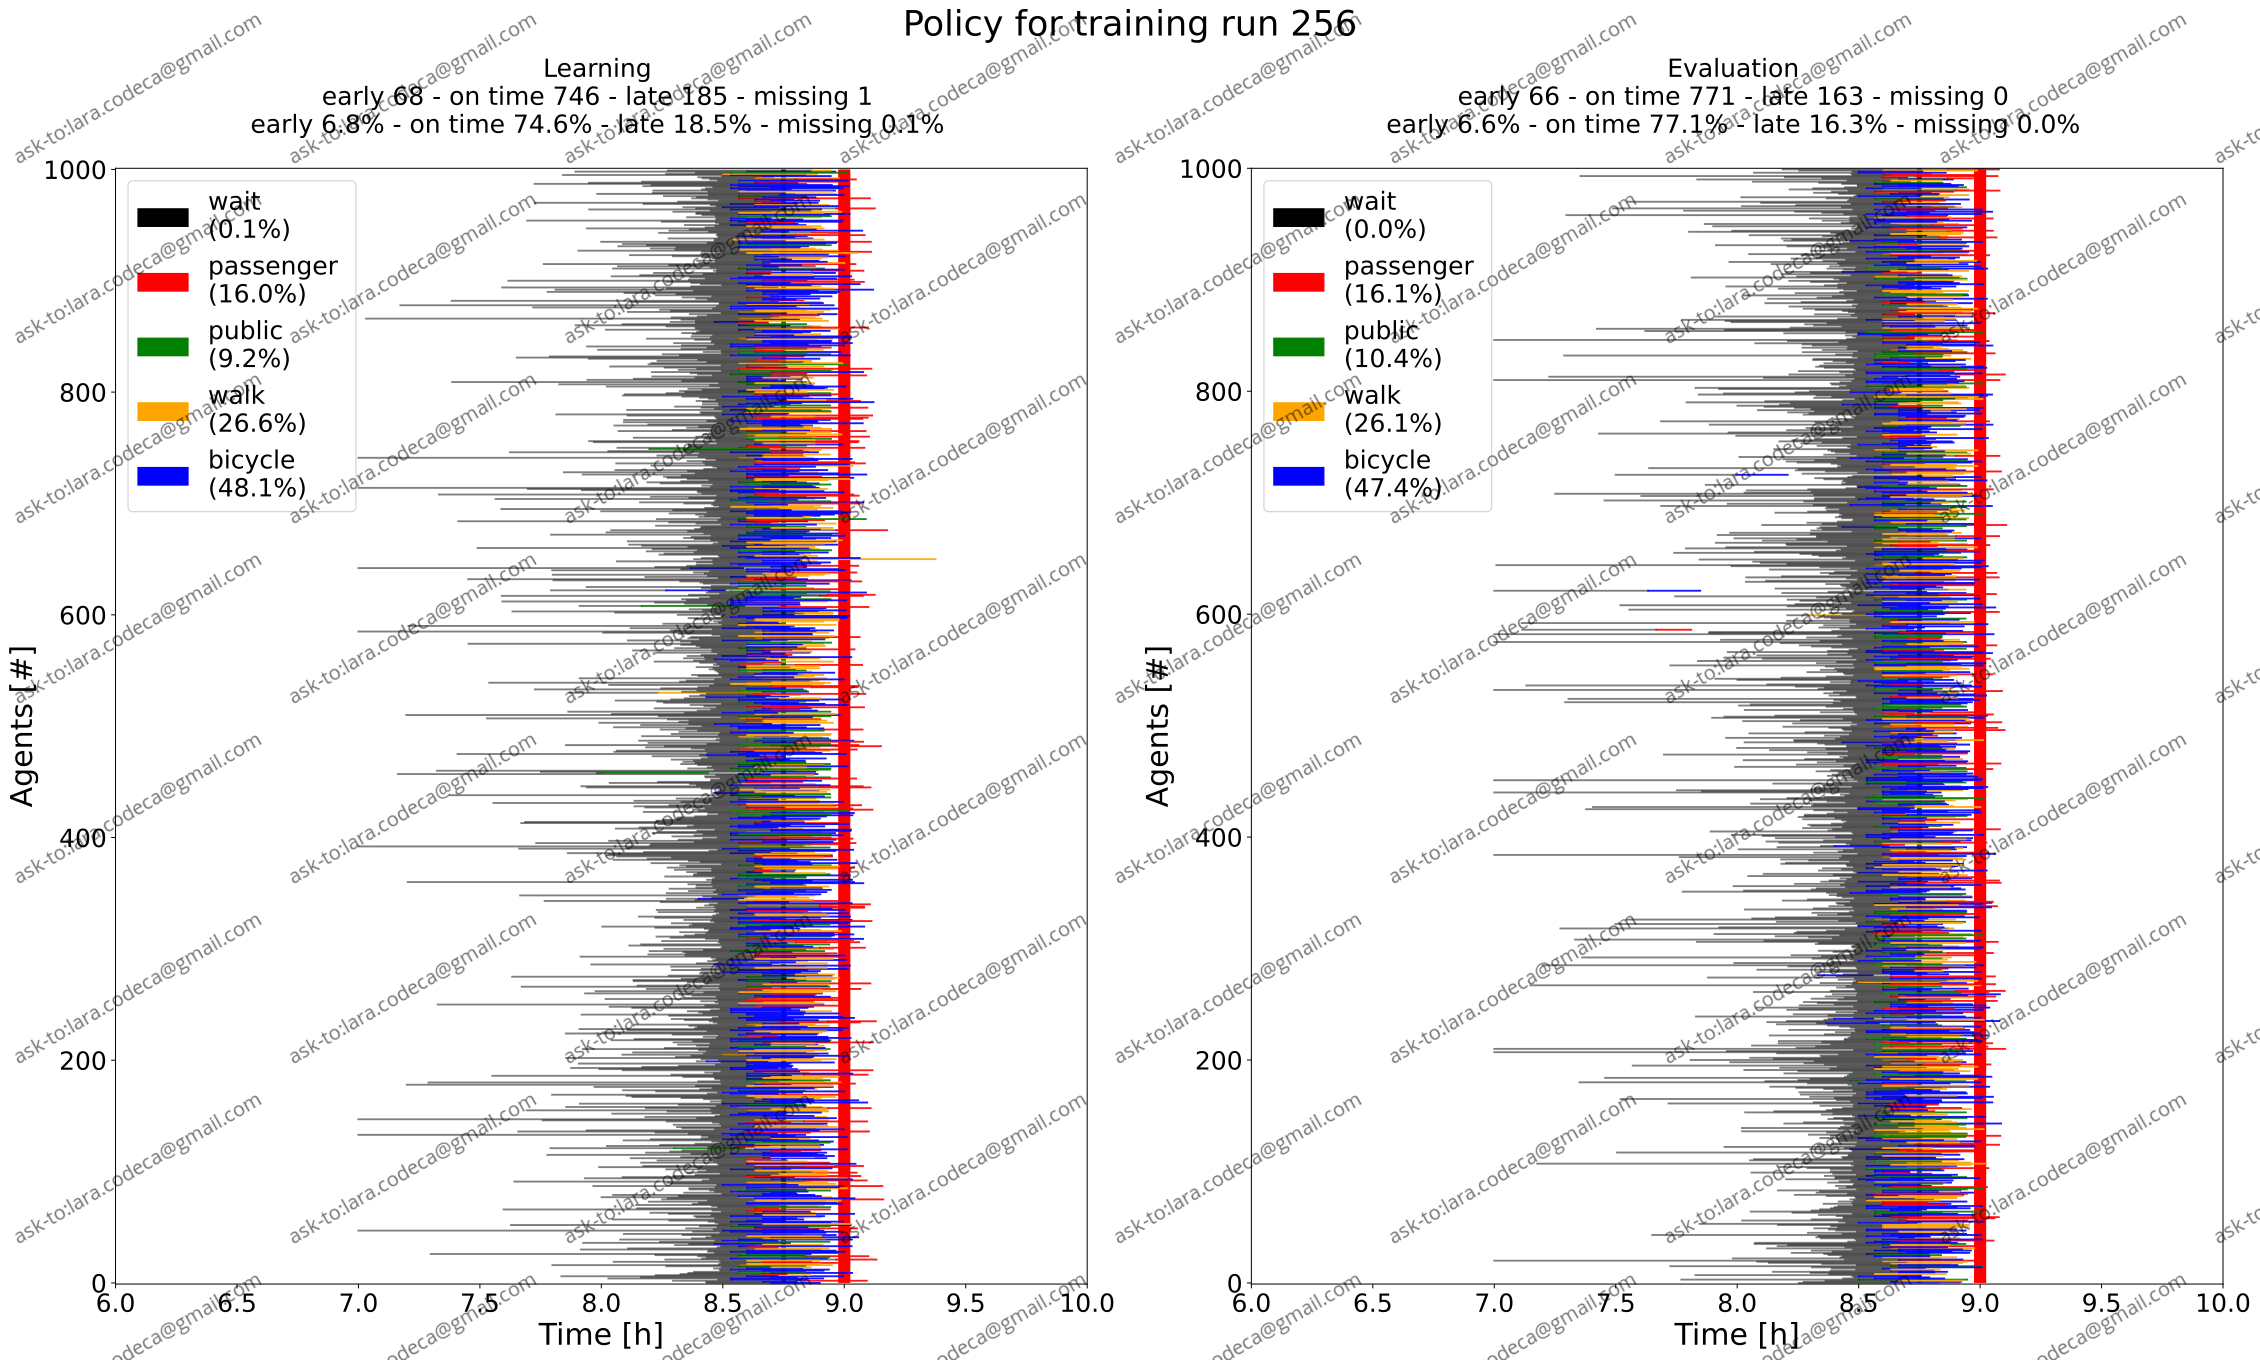 Policy for training run 256
Learning
early 68 - on time 746 - late 185 - missing 1
early 6.8% - on time 74.6% - late 18.5% - missing 0.1%
1000
800
600
400
200
0
Agents [#]
wait
(0.1%)
passenger
(16.0%)
public
(9.2%)
walk
(26.6%)
bicycle
(48.1%)
6.0 6.5 7.0 7.5 8.0 8.5 9.0 9.5 10.0
Time [h]
Evaluation
early 66 - on time 771 - late 163 - missing 0
early 6.6% - on time 77.1% - late 16.3% - missing 0.0%
1000
800
600
400
200
0
Agents [#]
wait
(0.0%)
passenger
(16.1%)
public
(10.4%)
walk
(26.1%)
bicycle
(47.4%)
6.0 6.5 7.0 7.5 8.0 8.5 9.0 9.5 10.0
Time [h]
ask-to:lara.codeca@gmail.com